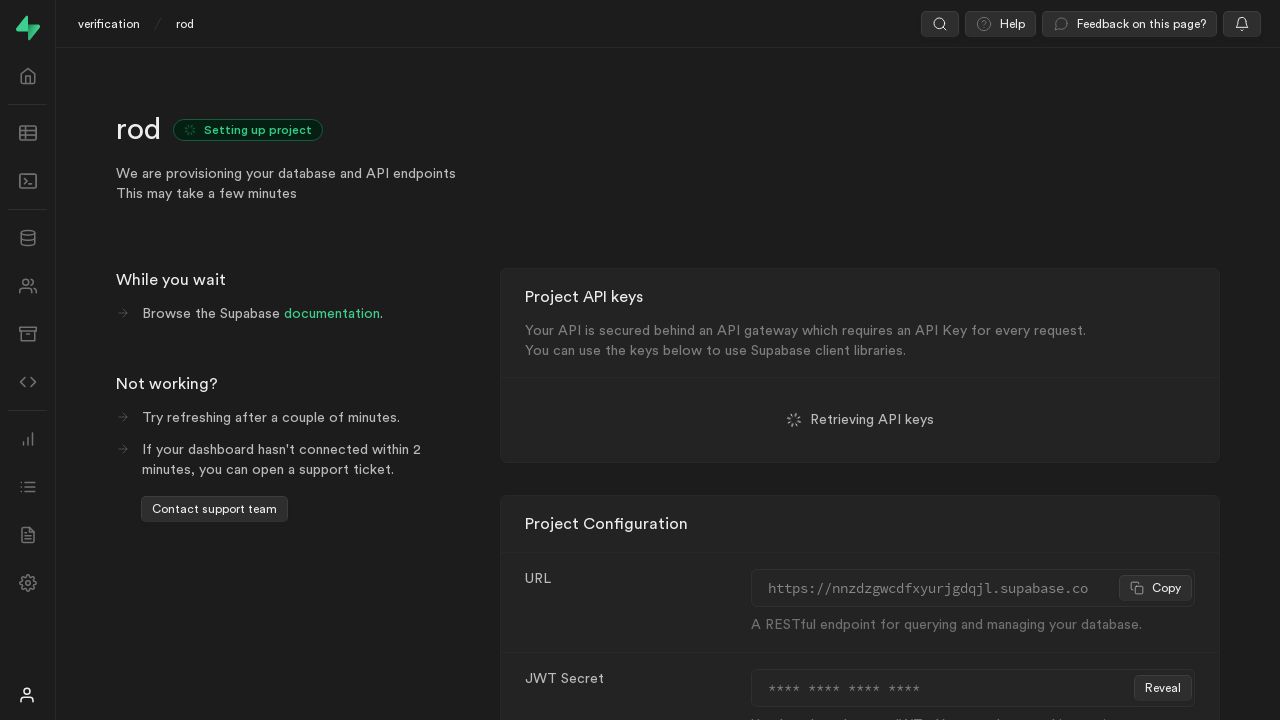 verification / rod
Help
Feedback on this page?
rod
Setting up project
We are provisioning your database and API endpoints
This may take a few minutes
While you wait
Browse the Supabase documentation.
Not working?
Try refreshing after a couple of minutes.
If your dashboard hasn't connected within 2
minutes, you can open a support ticket.
Contact support team
Project API keys
Your API is secured behind an API gateway which requires an API Key for every request.
You can use the keys below to use Supabase client libraries.
Retrieving API keys
Project Configuration
URL
https://nnzdzgwcdfxyurjgdqjl.supabase.co
Copy
A RESTful endpoint for querying and managing your database.
JWT Secret
**** **** **** ****
Reveal